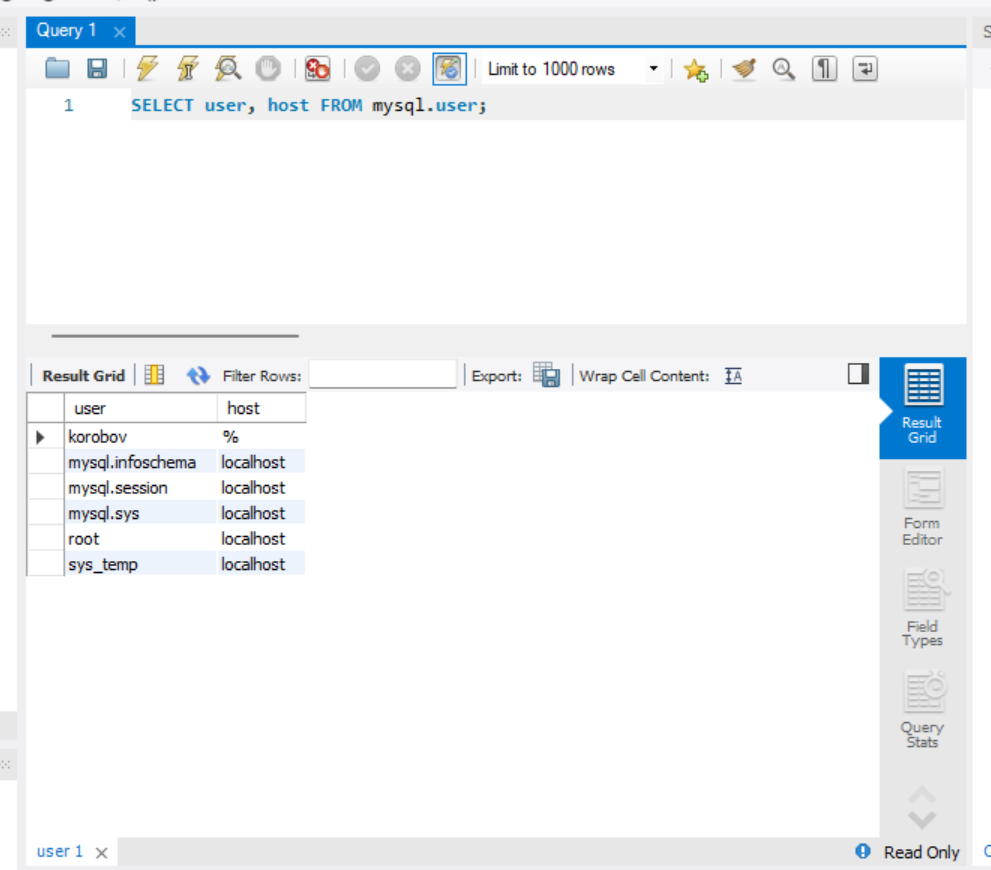 Query 1
Limit to 1000 rows
1 SELECT user, host FROM mysql.user;
Result Grid Filter Rows: Export: Wrap Cell Content:
user host
korobov %
mysql.infoschema localhost
mysql.session localhost
mysql.sys localhost
root localhost
sys_temp localhost
Result
Grid
Form
Editor
Field
Types
Query
Stats
user 1
Read Only